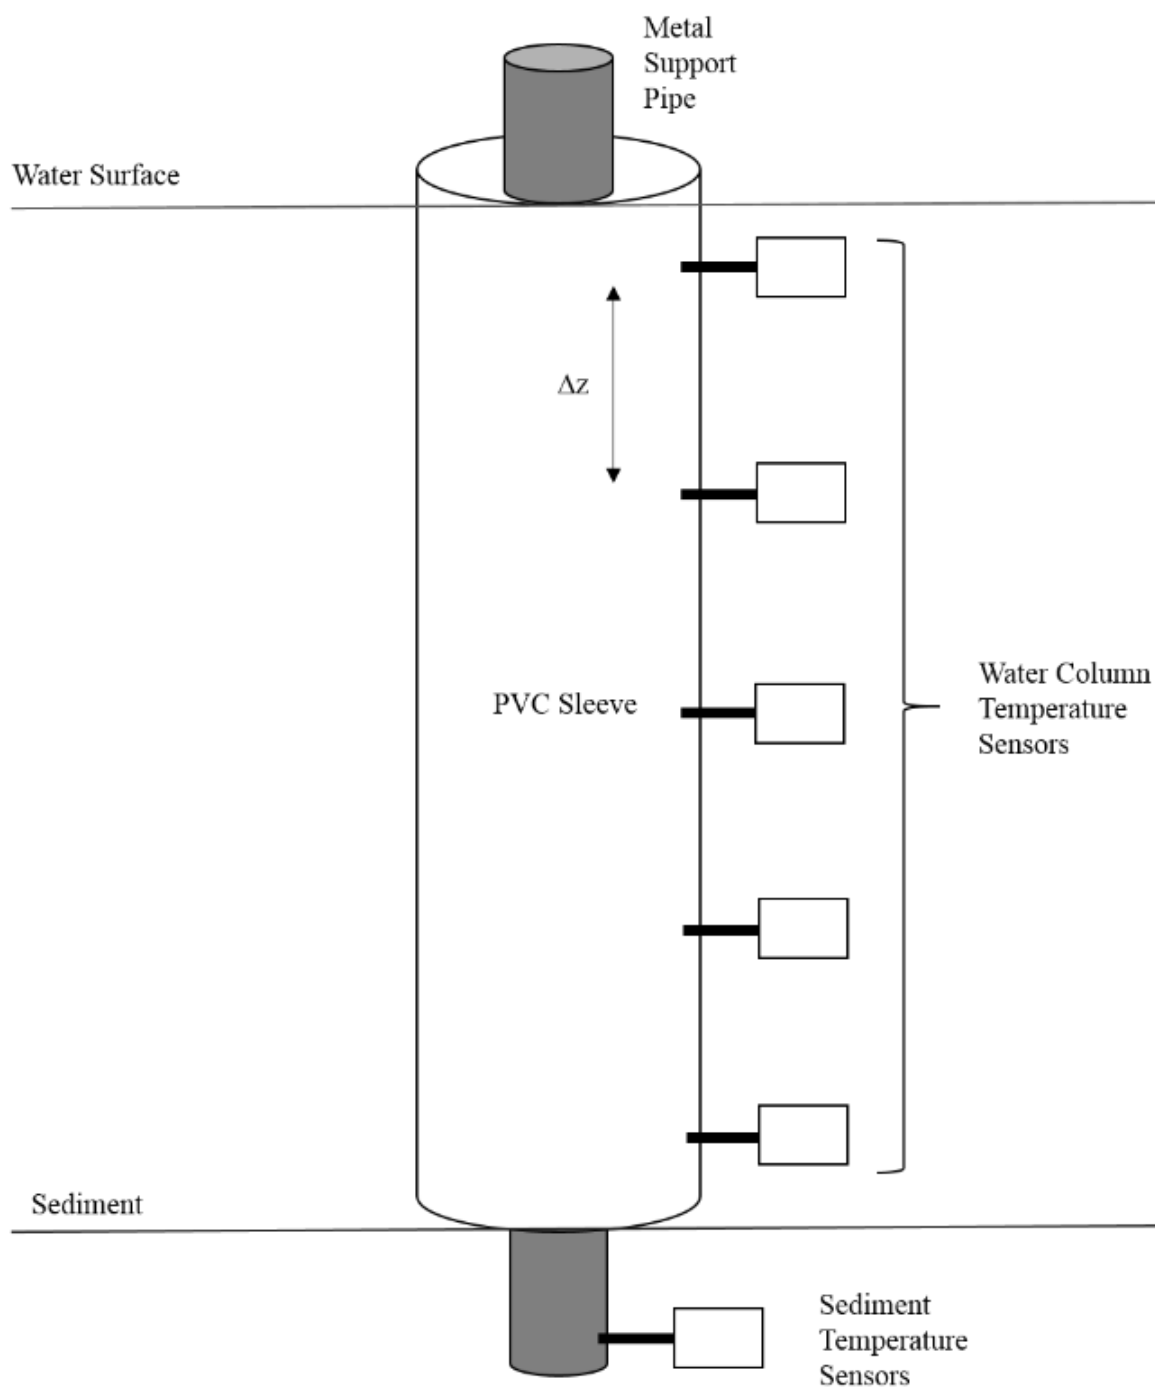 Metal
Support
Pipe
Water Surface
Δz
PVC Sleeve
Water Column
Temperature
Sensors
Sediment
Sediment
Temperature
Sensors